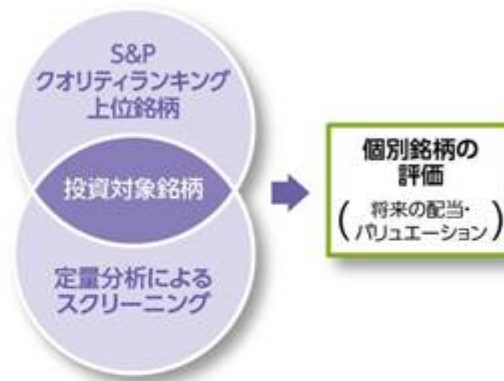 S&P
クオリティランキング
上位銘柄
投資対象銘柄
定量分析による
スクリーニング
個別銘柄の
評価
(将来の配当・
バリュエーション)